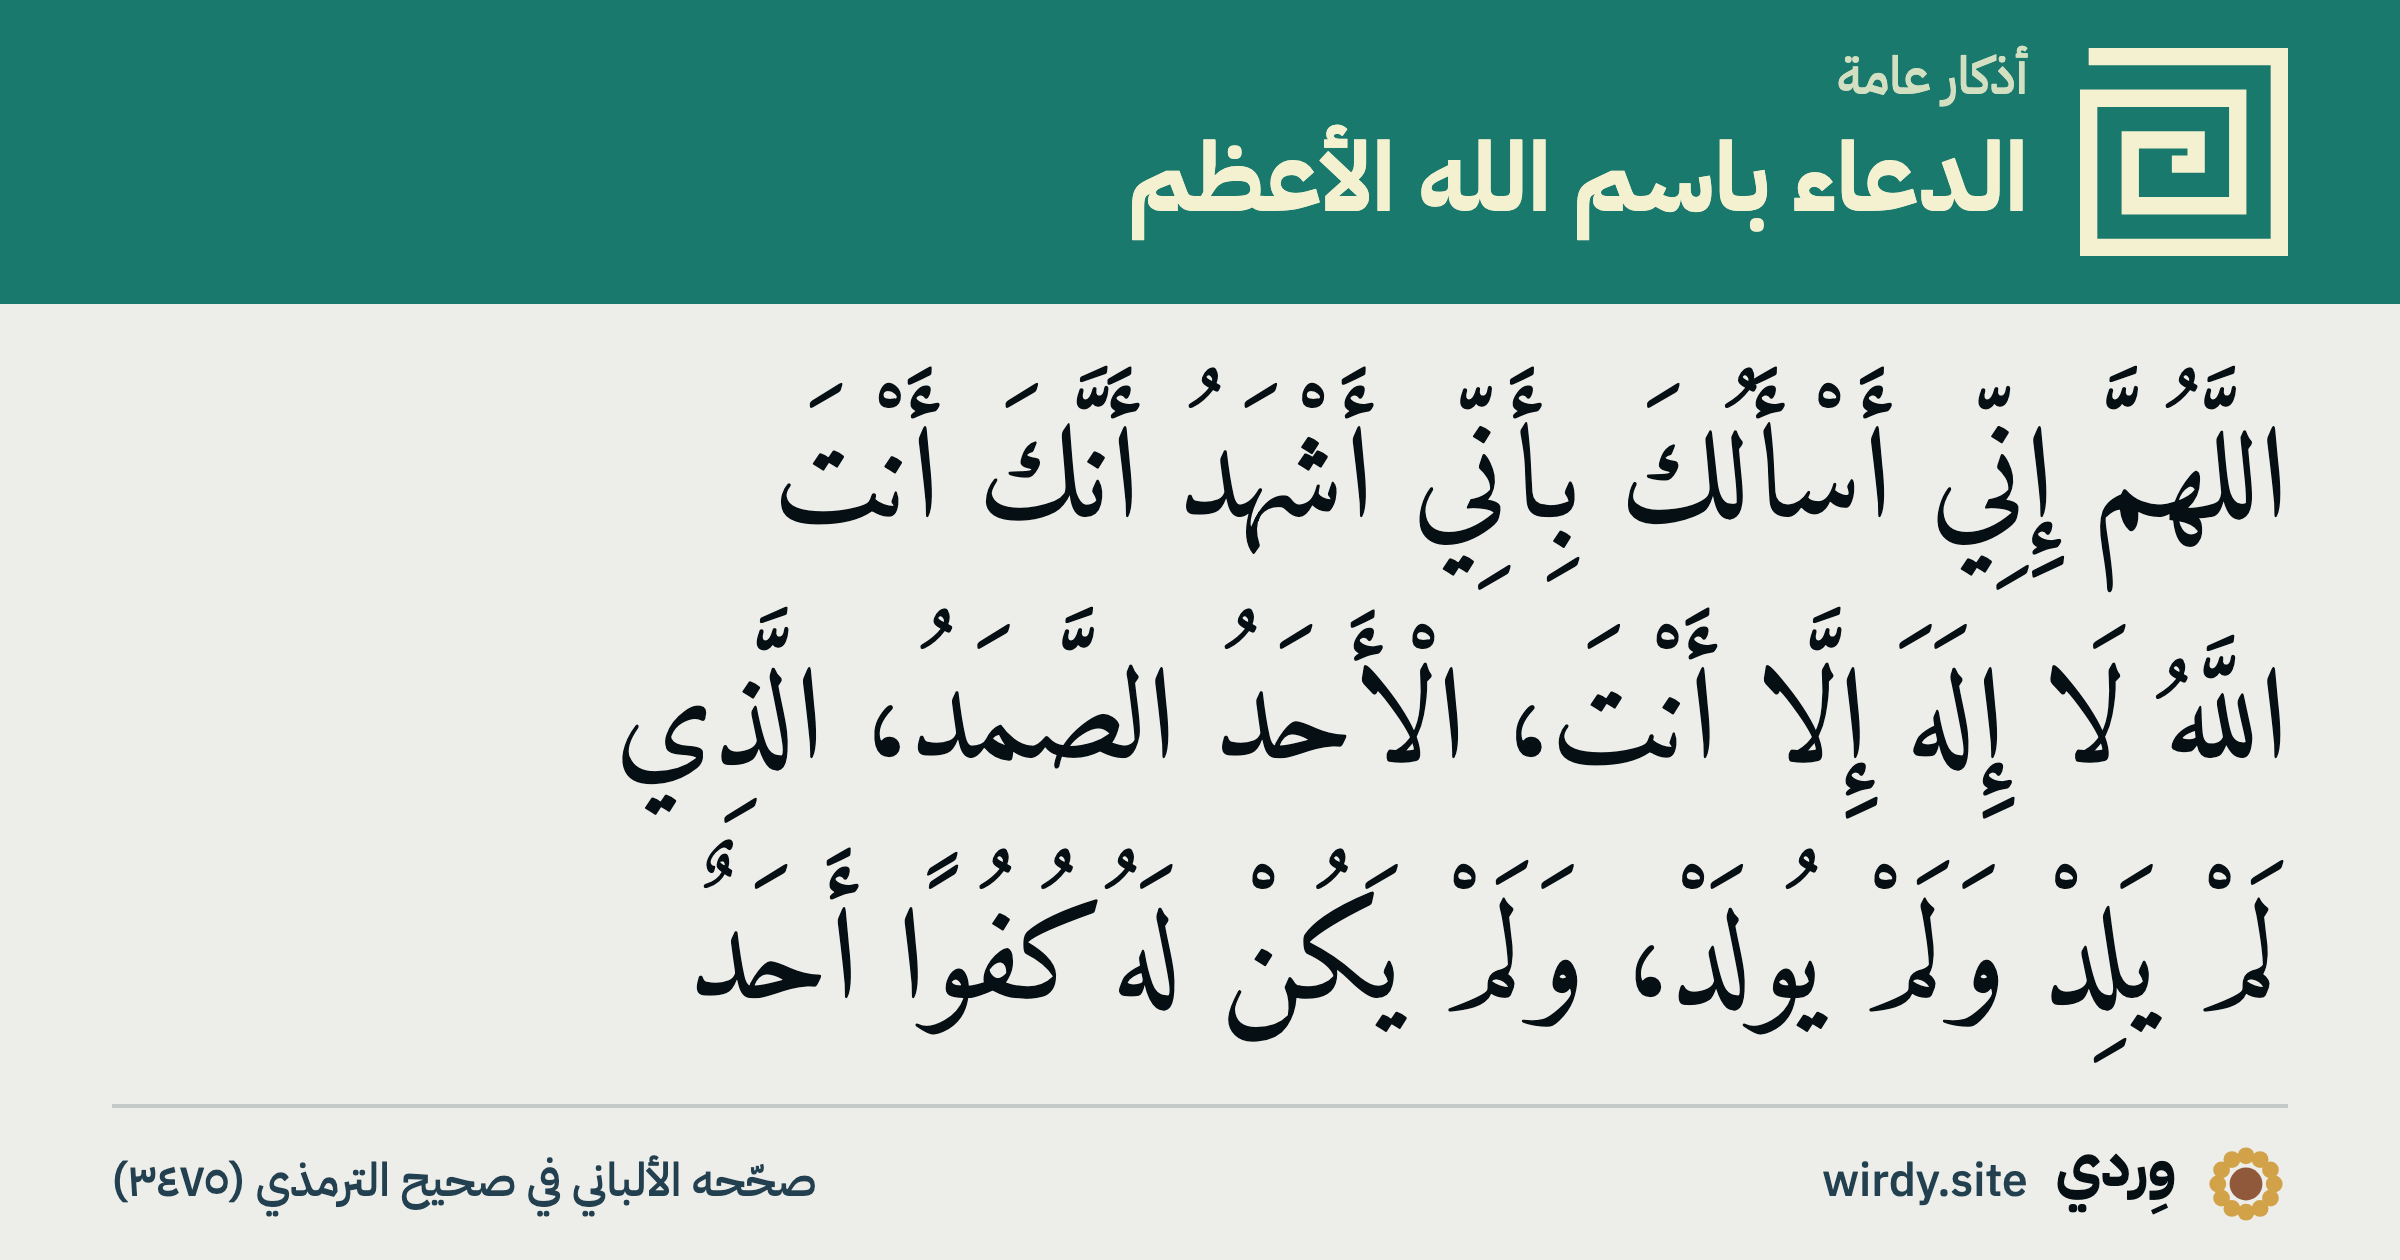 أذكار عامة
الدعاء باسم الله الأعظم
اللَّهُمَّ إِنِّي أَسْأَلُكَ بِأَنِّي أَشْهَدُ أَنَّكَ أَنْتَ
اللَّهُ لَا إِلَهَ إِلَّا أَنْتَ، الْأَحَدُ الصَّمَدُ، الَّذِي
لَمْ يَلِدْ وَلَمْ يُولَدْ، وَلَمْ يَكُنْ لَهُ كُفُوًا أَحَدٌ
وِردي wirdy.site
صحّحه الألباني في صحيح الترمذي (٣٤٧٥)